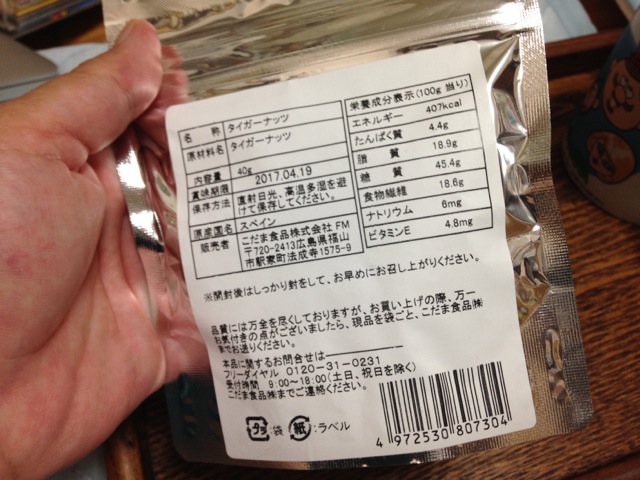 名 称 タイガーナッツ
原材料名 タイガーナッツ
内容量 40g
賞味期限 2017.04.19
保存方法 直射日光、高温多湿を避
けて保存してください。
原産国名 スペイン
販売者 こだま食品株式会社 FM
〒720-2413広島県福山
市駅家町法成寺1575-9
栄養成分表示(100g 当り)
エネルギー 407kcal
たんぱく質 4.4g
脂 質 18.9g
糖 質 45.4g
食物繊維 18.6g
ナトリウム 6mg
ビタミンE 4.8mg
※開封後はしっかり封をして、お早めにお召し上がりください。
品質には万全を尽くしておりますが、お買い上げの際、万一
お気付きの点がございましたら、現品を袋ごと、こだま食品㈱
までお送りください。
本品に関するお問合せは
フリーダイヤル 0120-31-0231
受付時間 9:00~18:00(土日、祝日を除く)
こだま食品㈱までご連絡ください。
プラ:袋 紙:ラベル
4 972530 807304